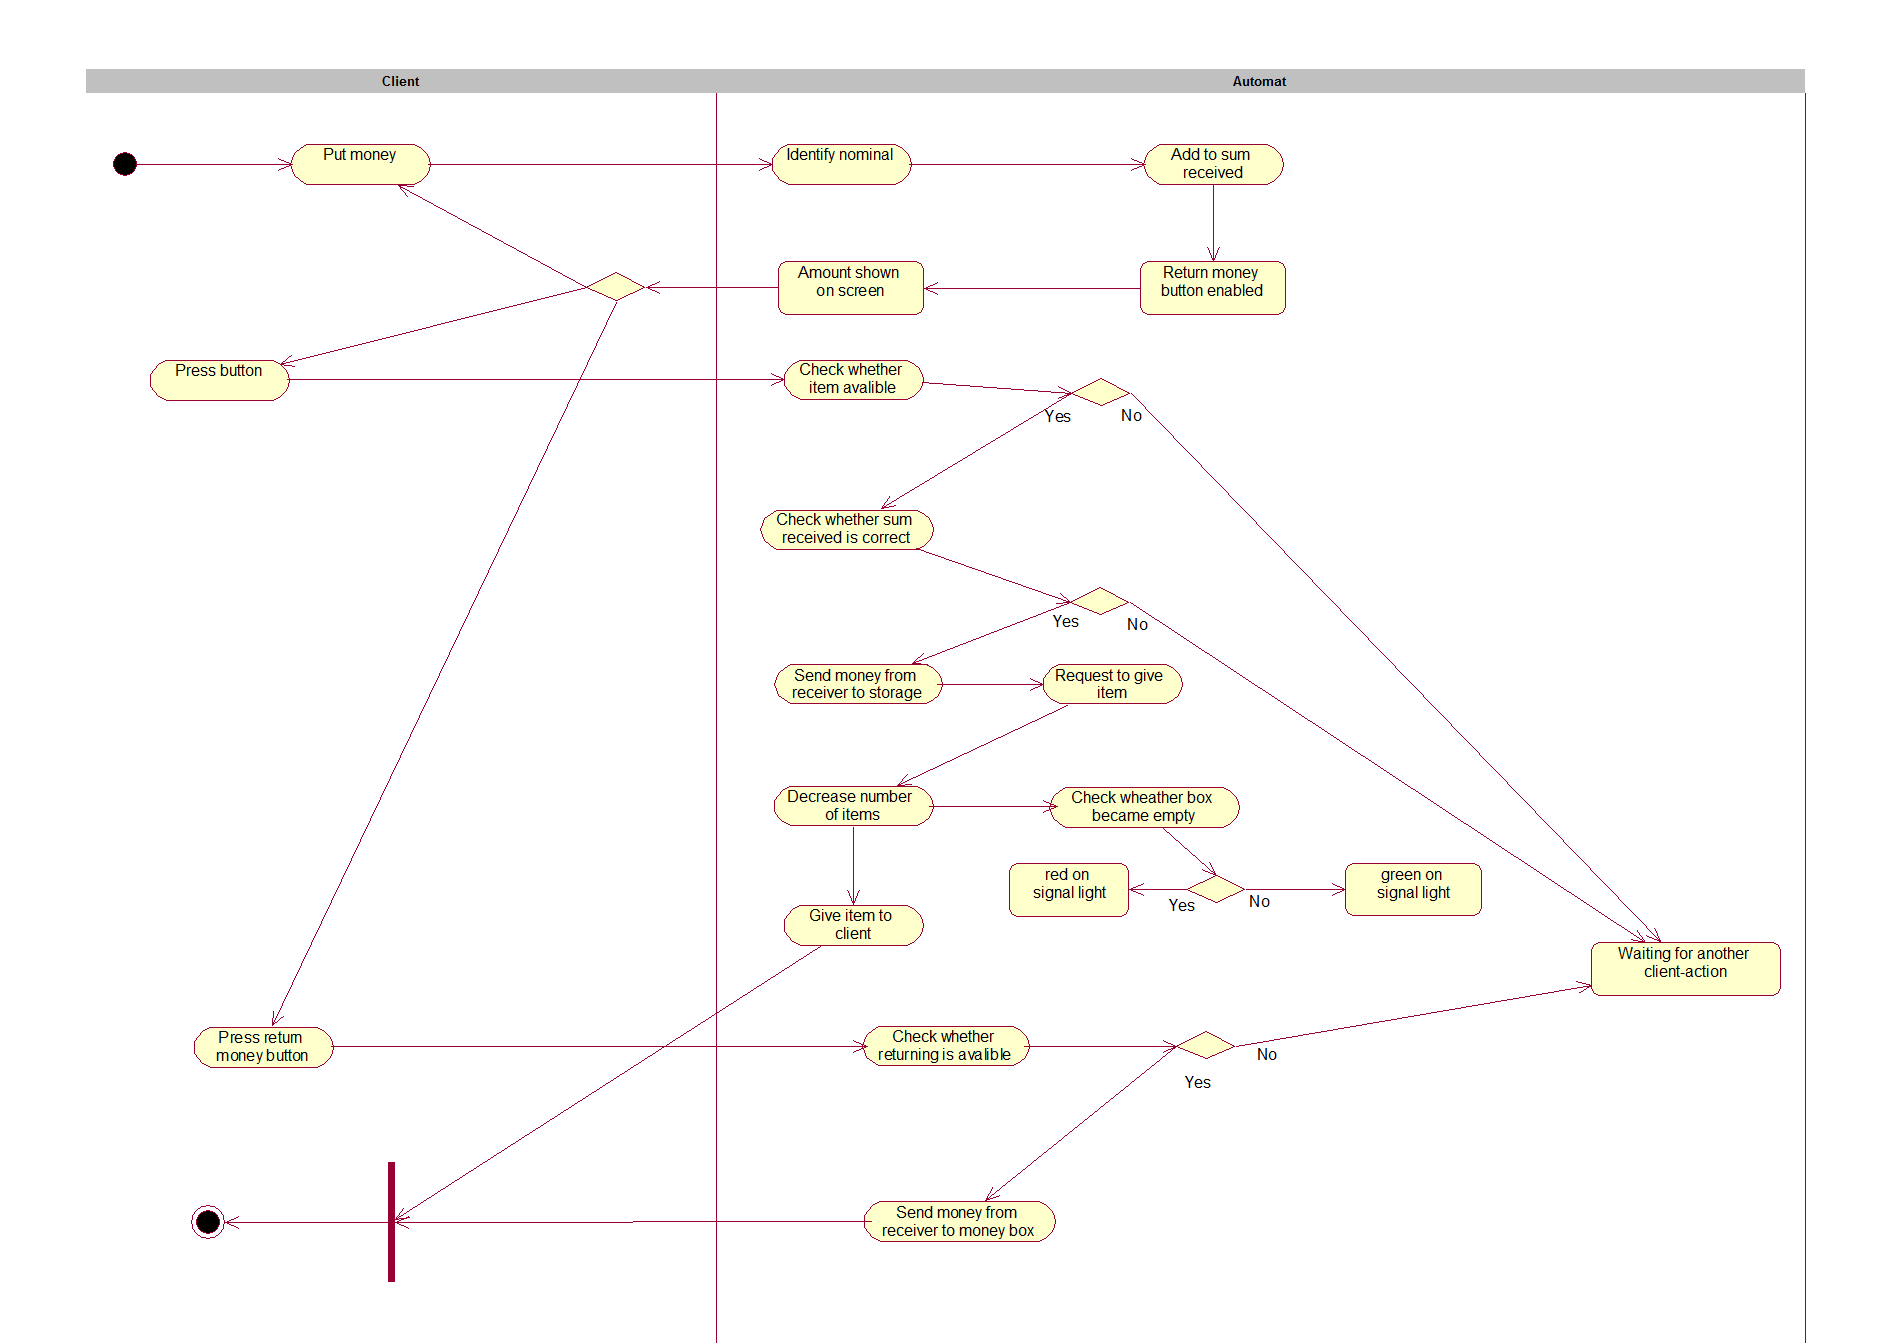 Client
Automat
Put money
Identify nominal
Add to sum
received
Amount shown
on screen
Return money
button enabled
Press button
Check whether
item avalible
Yes
No
Check whether sum
received is correct
Yes
No
Send money from
receiver to storage
Request to give
item
Decrease number
of items
Check wheather box
became empty
red on
signal light
Yes
No
green on
signal light
Give item to
client
Waiting for another
client-action
Press return
money button
Check whether
returning is avalible
No
Yes
Send money from
receiver to money box